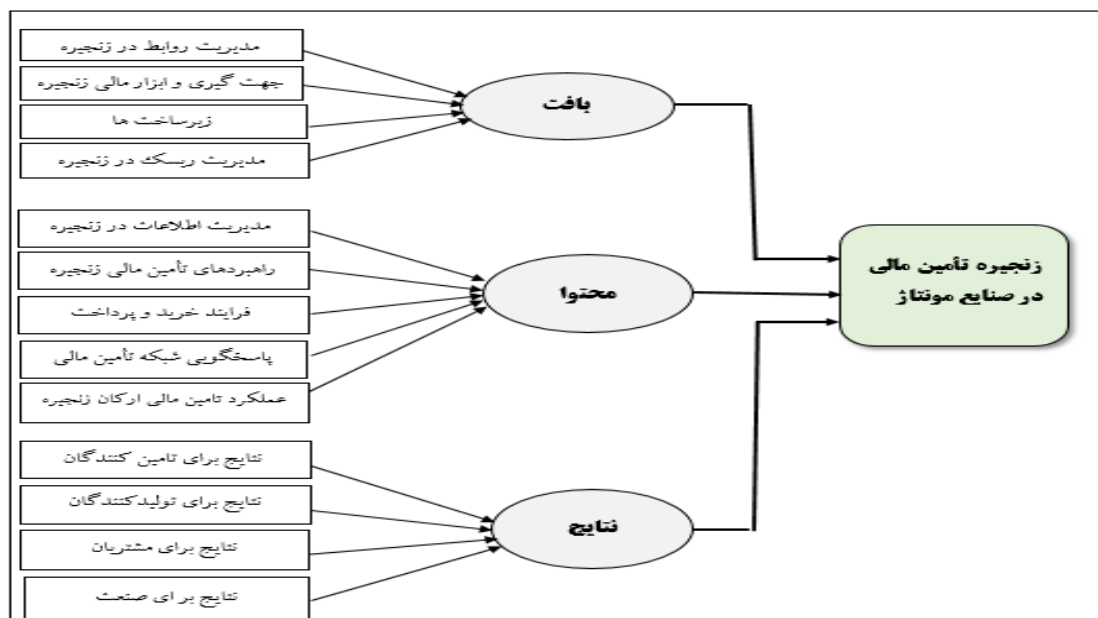 مدیریت روابط در زنجیره
جهت گیری و ابزار مالی زنجیره
زیرساخت ها
مدیریت ریسک در زنجیره
بافت
مدیریت اطلاعات در زنجیره
راهبردهای تأمین مالی زنجیره
فرایند خرید و پرداخت
پاسخگویی شبکه تأمین مالی
عملکرد تامین مالی ارکان زنجیره
محتوا
نتایج برای تامین کنندگان
نتایج برای تولیدکنندگان
نتایج برای مشتریان
نتایج بر ای صنعت
نتایج
زنجیره تأمین مالی
در صنایع مونتاژ